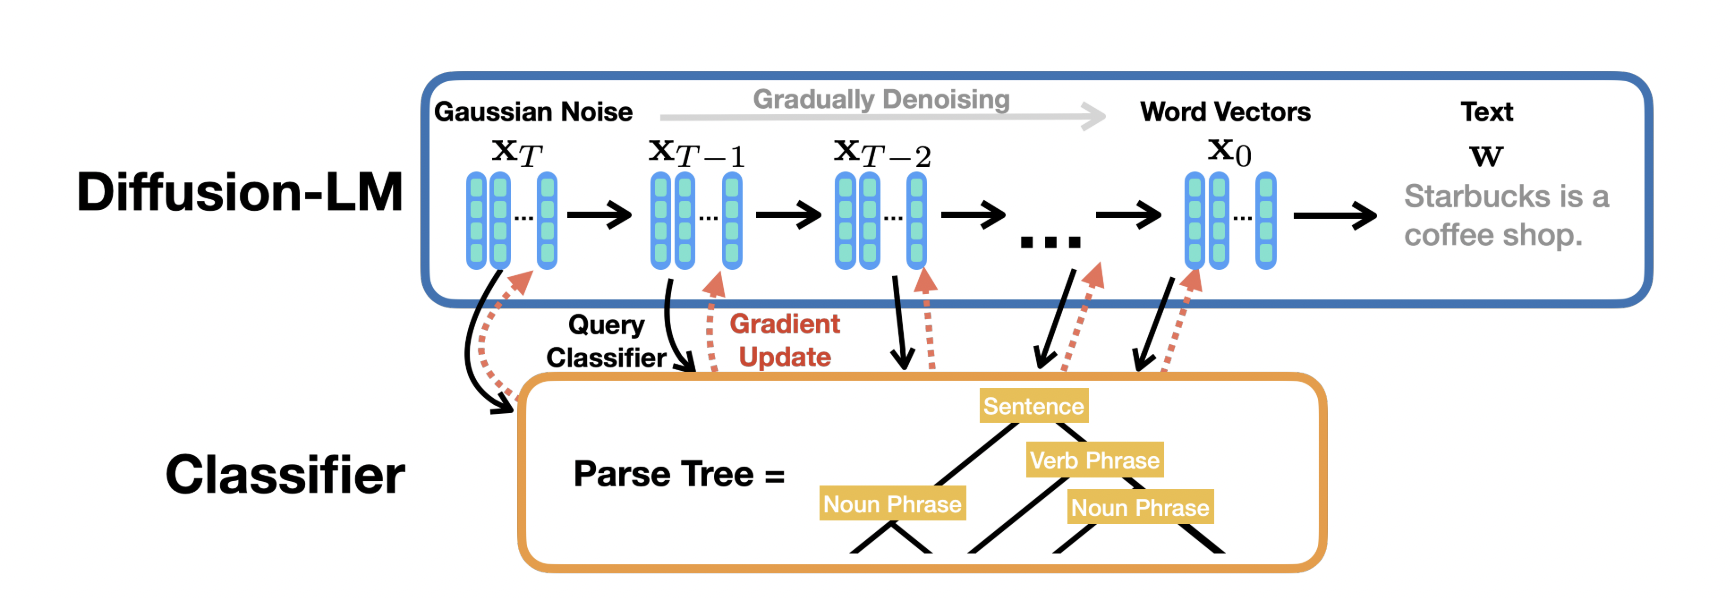 Gradually Denoising
Gaussian Noise
Word Vectors
Text
x_T
x_{T-1}
x_{T-2}
x_0
w
Diffusion-LM
... ... ... ...
Starbucks is a
coffee shop.
...
Query
Classifier
Gradient
Update
Classifier
Parse Tree =
Sentence
Verb Phrase
Noun Phrase
Noun Phrase